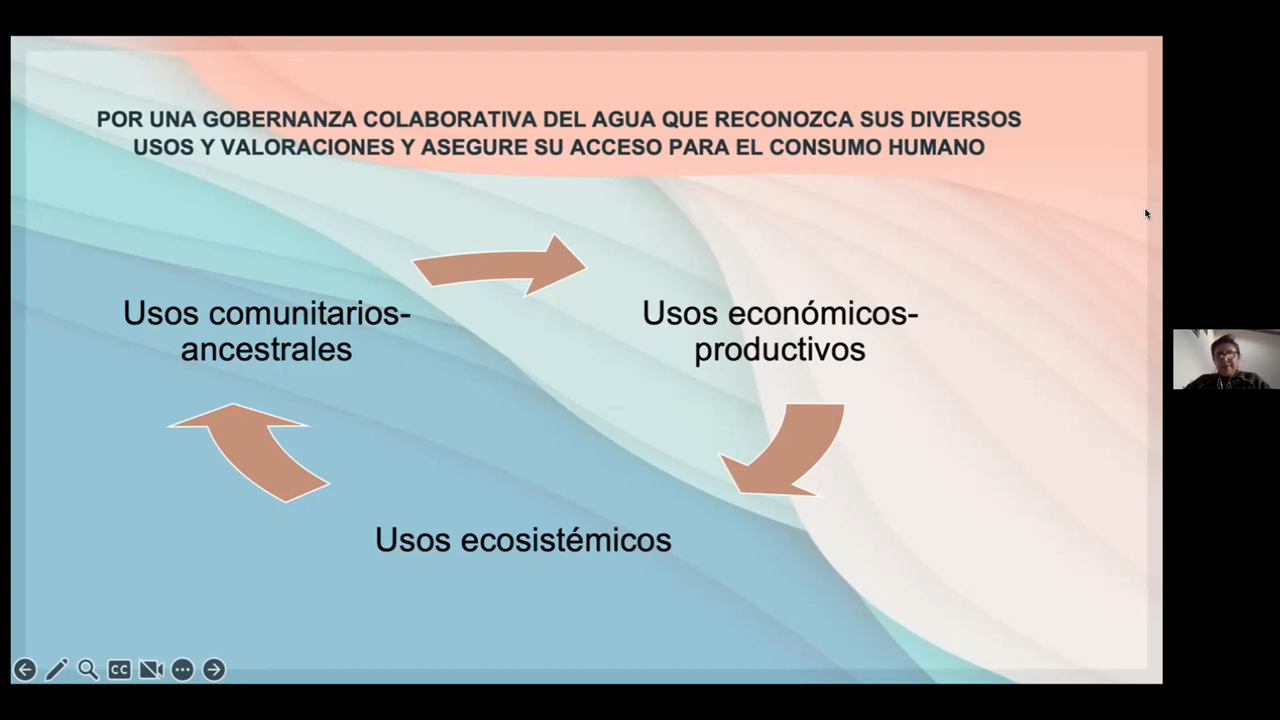 POR UNA GOBERNANZA COLABORATIVA DEL AGUA QUE RECONOZCA SUS DIVERSOS
USOS Y VALORACIONES Y ASEGURE SU ACCESO PARA EL CONSUMO HUMANO
Usos comunitarios-
ancestrales
Usos económicos-
productivos
Usos ecosistémicos
CC